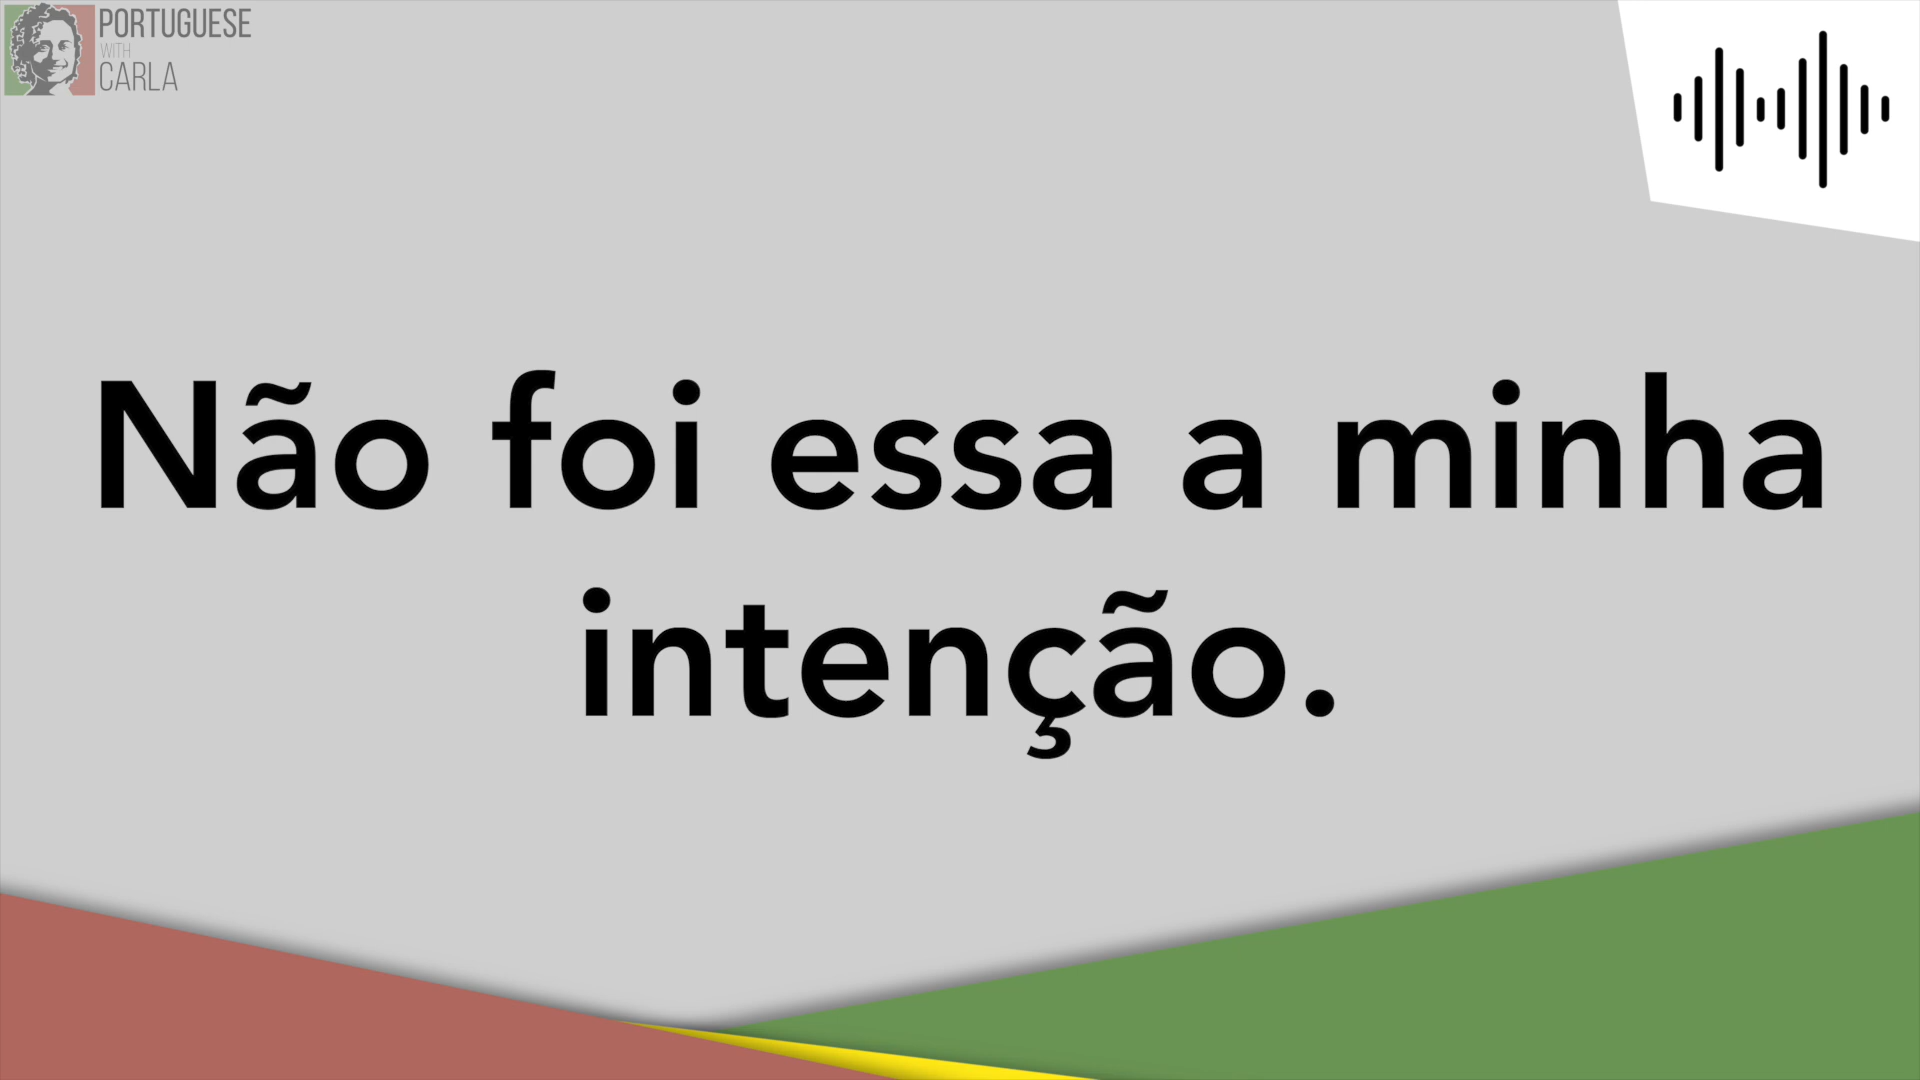 PORTUGUESE
WITH
CARLA
Não foi essa a minha
intenção.